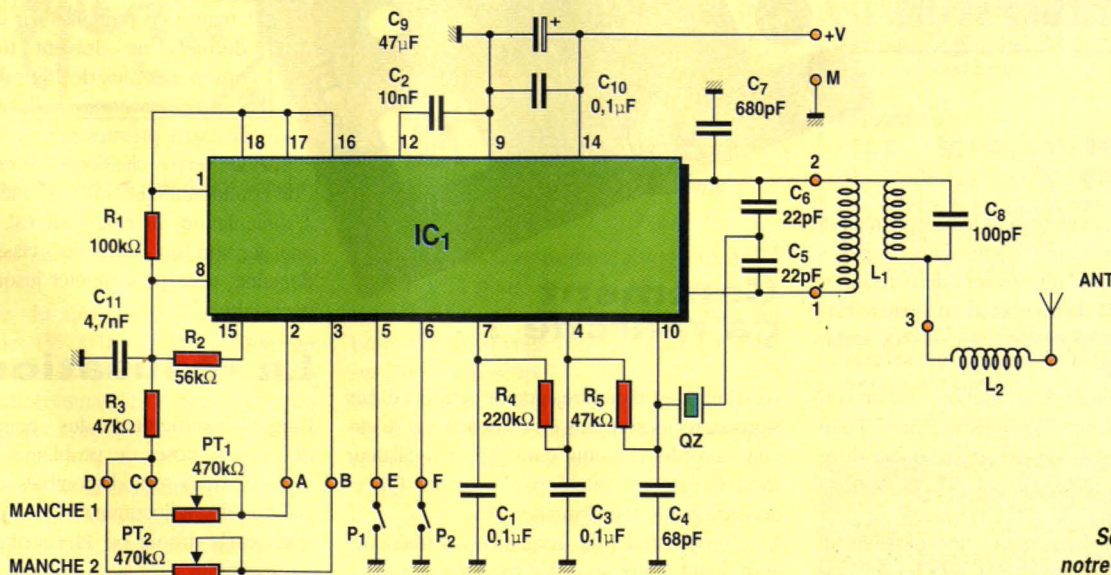 C9
47µF
+
+V
C2
10nF
C10
0,1µF
C7
680pF
M
18
17
16
12
9
14
1
2
R1
100kΩ
IC1
C6
22pF
C8
100pF
8
C5
22pF
L1
ANT
1
C11
4,7nF
15
2
3
5
6
7
4
10
3
R2
56kΩ
L2
R3
47kΩ
R4
220kΩ
R5
47kΩ
QZ
PT1
470kΩ
D
C
A
B
E
F
MANCHE 1
P1
P2
C1
0,1µF
C3
0,1µF
C4
68pF
PT2
470kΩ
MANCHE 2
notre